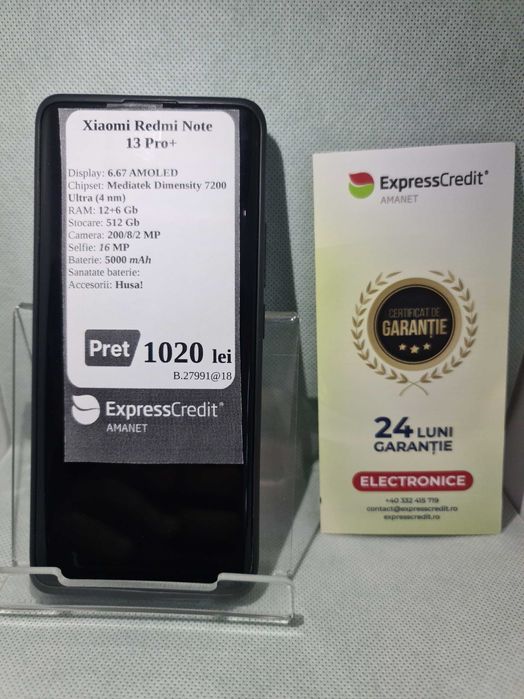 Xiaomi Redmi Note
13 Pro+
Display: 6.67 AMOLED
Chipset: Mediatek Dimensity 7200
Ultra (4 nm)
RAM: 12+6 Gb
Stocare: 512 Gb
Camera: 200/8/2 MP
Selfie: 16 MP
Baterie: 5000 mAh
Sanatate baterie:
Accesorii: Husa!
Pret 1020 lei
B.27991@18
ExpressCredit®
AMANET
ExpressCredit®
AMANET
CERTIFICAT DE
GARANȚIE
24 LUNI
GARANȚIE
ELECTRONICE
+40 332 415 719
contact@expresscredit.ro
expresscredit.ro